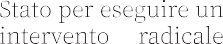 Stato per eseguire un
intervento radicale